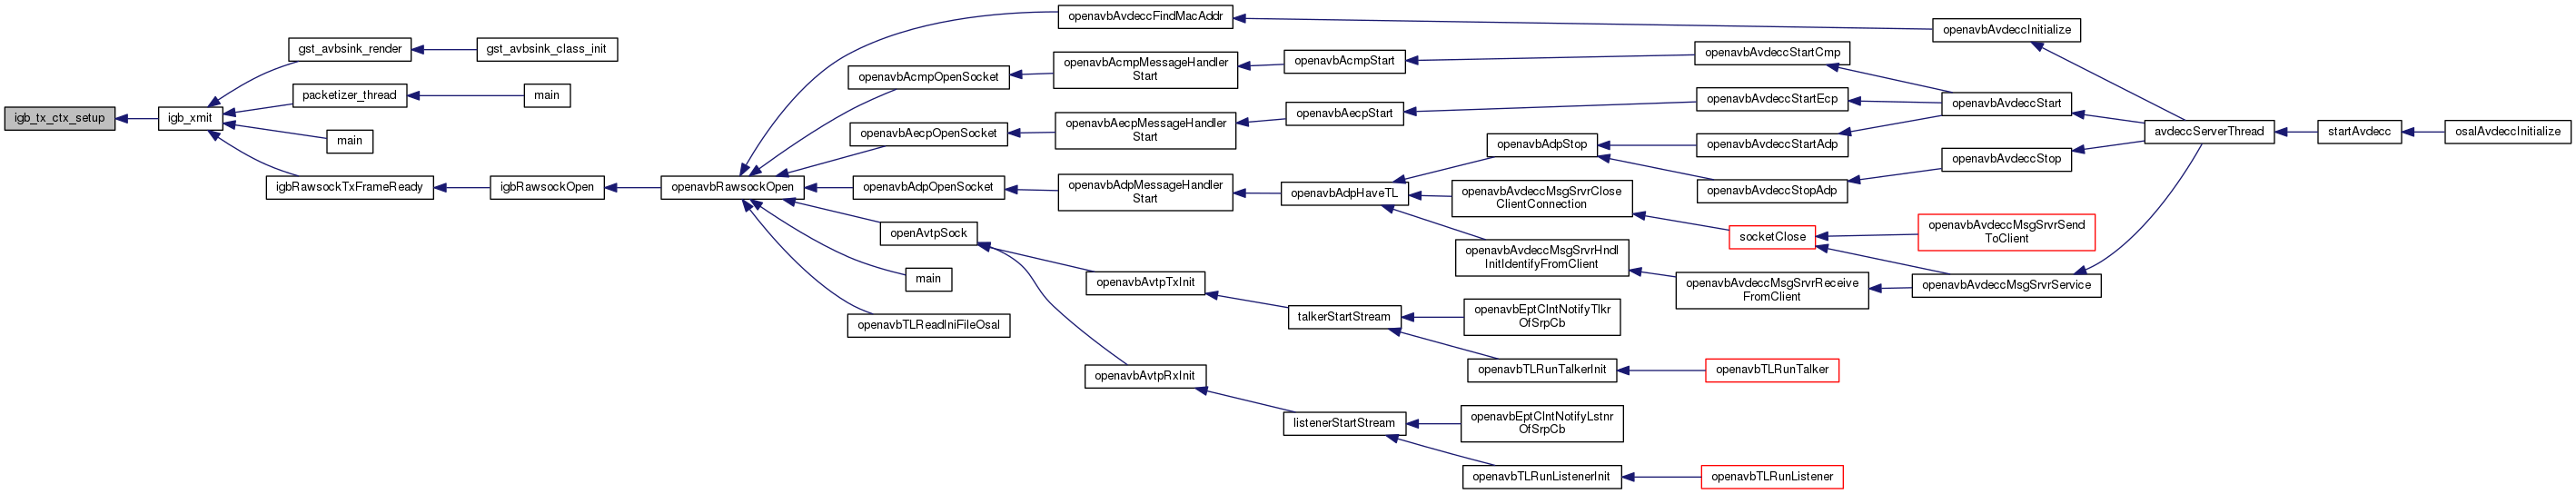 igb_tx_ctx_setup
igb_xmit
gst_avbsink_render
gst_avbsink_class_init
packetizer_thread
main
main
igbRawsockTxFrameReady
igbRawsockOpen
openavbRawsockOpen
openavbAvdeccFindMacAddr
openavbAvdeccInitialize
openavbAcmpOpenSocket
openavbAcmpMessageHandler
Start
openavbAcmpStart
openavbAvdeccStartCmp
openavbAecpOpenSocket
openavbAecpMessageHandler
Start
openavbAecpStart
openavbAvdeccStartEcp
openavbAvdeccStart
openavbAdpOpenSocket
openavbAdpMessageHandler
Start
openavbAdpHaveTL
openavbAdpStop
openavbAvdeccStartAdp
openavbAvdeccStopAdp
openavbAvdeccStop
avdeccServerThread
startAvdecc
osalAvdeccInitialize
openavbAvdeccMsgSrvrClose
ClientConnection
socketClose
openavbAvdeccMsgSrvrSend
ToClient
openavbAvdeccMsgSrvrHndl
InitIdentifyFromClient
openavbAvdeccMsgSrvrReceive
FromClient
openavbAvdeccMsgSrvrService
openAvtpSock
main
openavbTLReadIniFileOsal
openavbAvtpTxInit
talkerStartStream
openavbEptClntNotifyTlkr
OfSrpCb
openavbTLRunTalkerInit
openavbTLRunTalker
openavbAvtpRxInit
listenerStartStream
openavbEptClntNotifyLstnr
OfSrpCb
openavbTLRunListenerInit
openavbTLRunListener